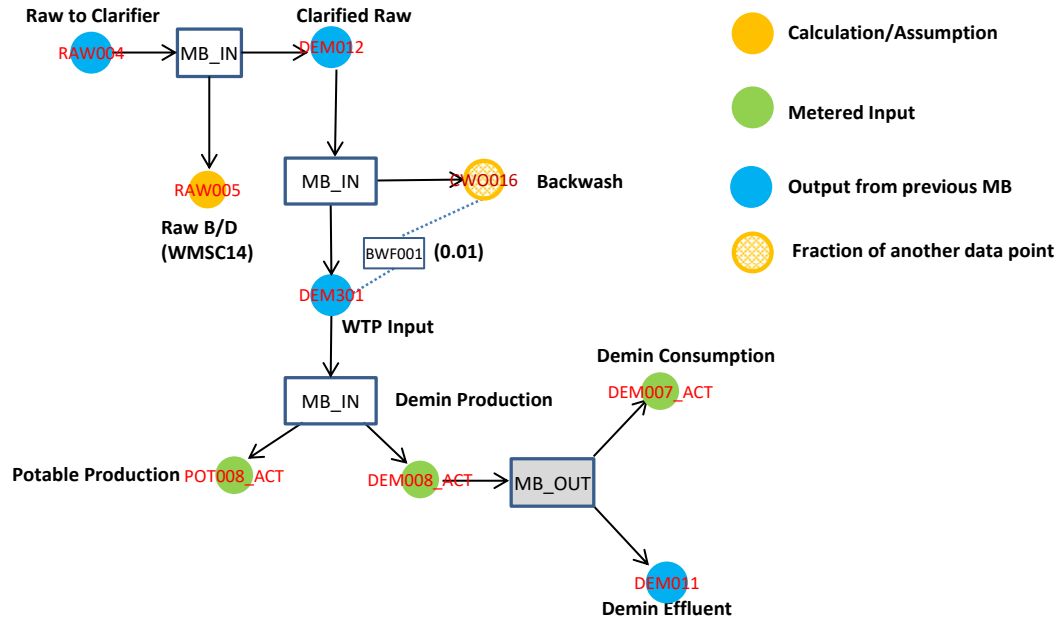 Raw to Clarifier
Clarified Raw
RAW004
MB_IN
DEM012
Calculation/Assumption
Metered Input
RAW005
MB_IN
CWO016
Backwash
Output from previous MB
Raw B/D
(WMSC14)
BWF001
(0.01)
Fraction of another data point
DEM301
WTP Input
Demin Consumption
MB_IN
Demin Production
DEM007_ACT
Potable Production
POT008_ACT
DEM008_ACT
MB_OUT
DEM011
Demin Effluent